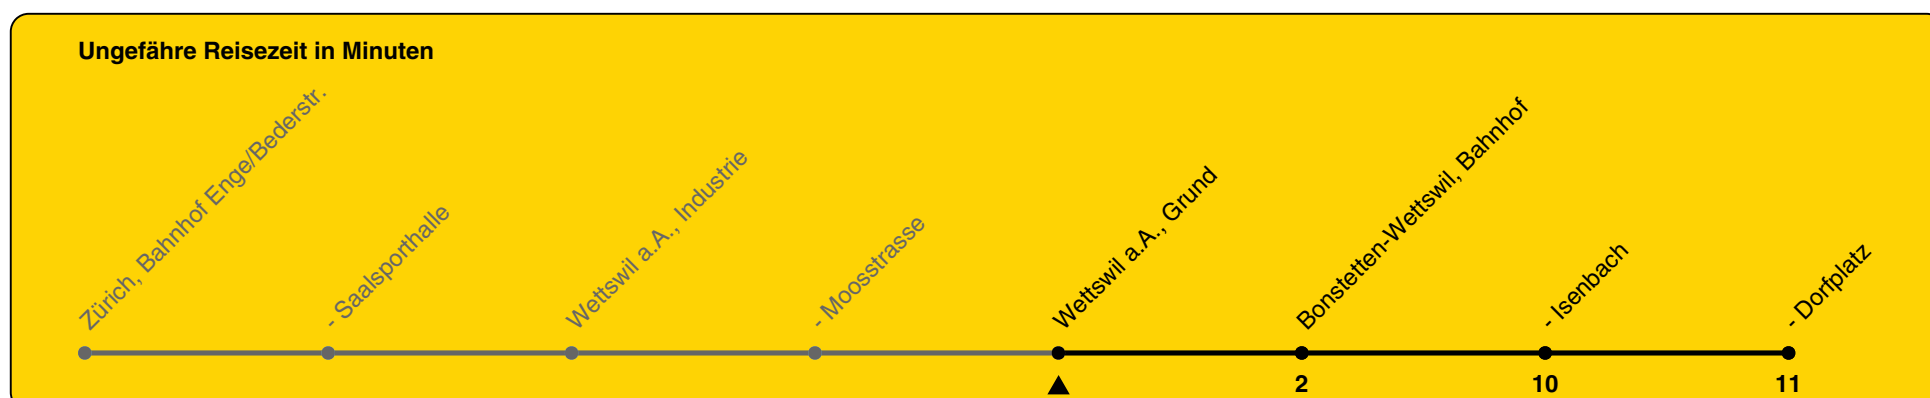 Ungefähre Reisezeit in Minuten
Zürich, Bahnhof Enge/Bederstr.
- Saalsporthalle
Wettswil a.A., Industrie
- Moosstrasse
Wettswil a.A., Grund
Bonstetten-Wettswil, Bahnhof
- Isenbach
- Dorfplatz
2
10
11